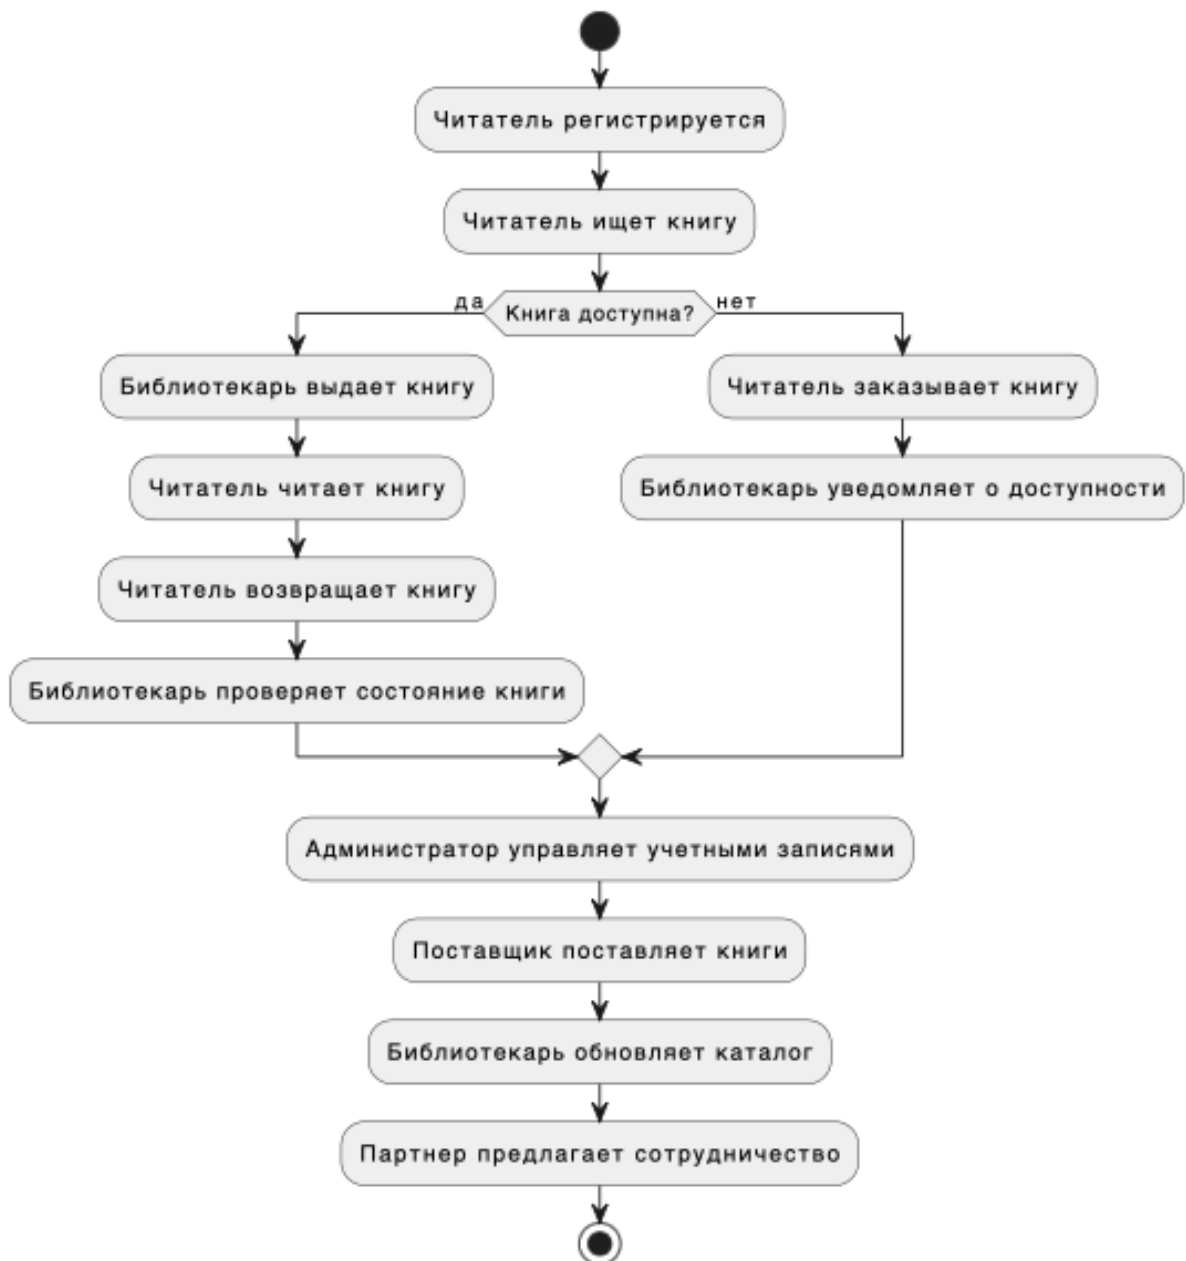 Читатель регистрируется
Читатель ищет книгу
да
Книга доступна?
нет
Библиотекарь выдает книгу
Читатель читает книгу
Читатель возвращает книгу
Библиотекарь проверяет состояние книги
Читатель заказывает книгу
Библиотекарь уведомляет о доступности
Администратор управляет учетными записями
Поставщик поставляет книги
Библиотекарь обновляет каталог
Партнер предлагает сотрудничество